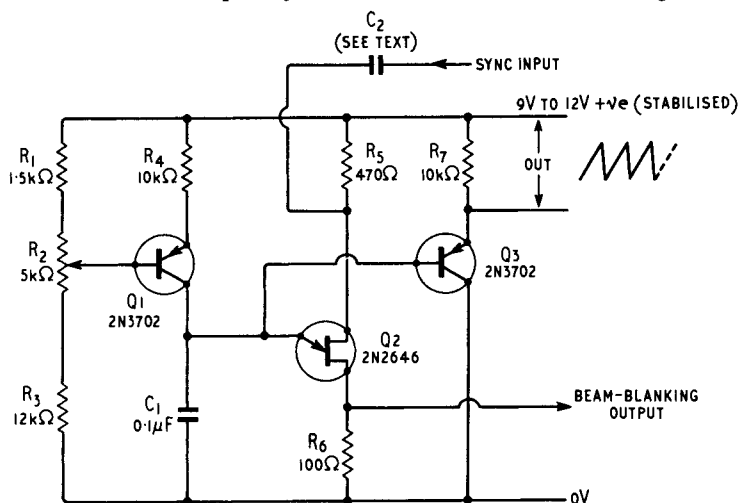 C2
(SEE TEXT)
SYNC INPUT
9V TO 12V +ve (STABILISED)
R1
1·5kΩ
R4
10kΩ
R5
470Ω
R7
10kΩ
OUT
R2
5kΩ
Q1
2N3702
Q3
2N3702
Q2
2N2646
R3
12kΩ
C1
0·1µF
BEAM-BLANKING
OUTPUT
R6
100Ω
0V